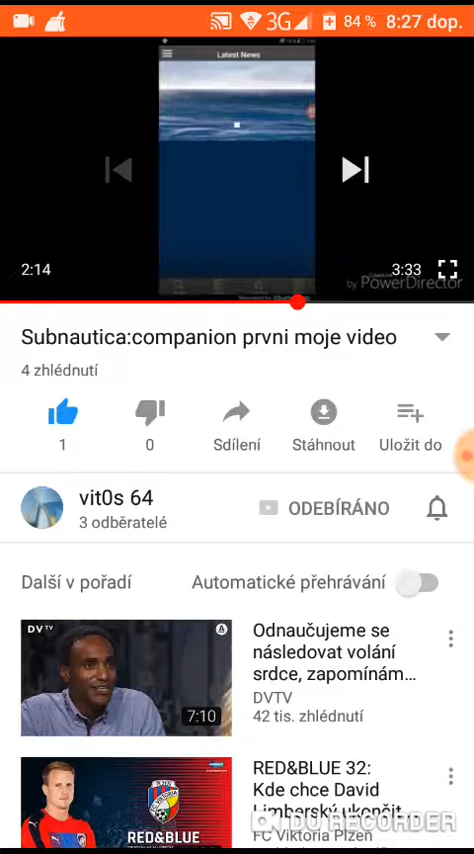 3G 84 % 8:27 dop.
Latest News
2:14
3:33
by PowerDirector
Subnautica:companion prvni moje video
4 zhlédnutí
1
0
Sdílení
Stáhnout
Uložit do
vit0s 64
3 odběratelé
ODEBÍRÁNO
Další v pořadí
Automatické přehrávání
DVTV
7:10
Odnaučujeme se
následovat volání
srdce, zapomínám...
DVTV
42 tis. zhlédnutí
RED&BLUE
RED&BLUE 32:
Kde chce David
Limberský ukončit...
FC Viktoria Plzeň
DU RECORDER